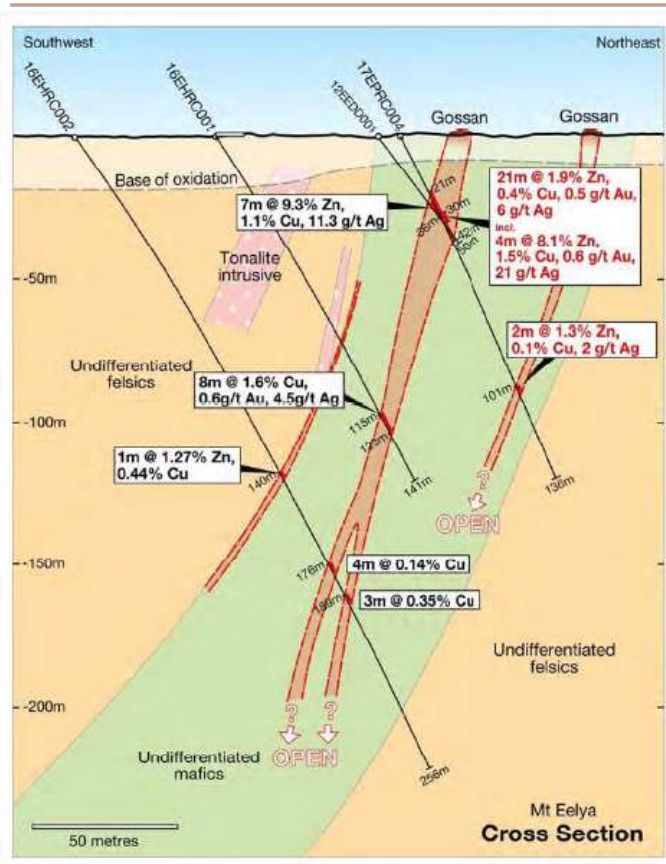 Southwest
Northeast
16EHRC002
16EHRC001
12EEDD001
17EPRC004
Gossan
Gossan
Base of oxidation
21m
30m
42m
7m @ 9.3% Zn,
1.1% Cu, 11.3 g/t Ag
21m @ 1.9% Zn,
0.4% Cu, 0.5 g/t Au,
6 g/t Ag
incl.
4m @ 8.1% Zn,
1.5% Cu, 0.6 g/t Au,
21 g/t Ag
Tonalite
intrusive
-50m
2m @ 1.3% Zn,
0.1% Cu, 2 g/t Ag
Undifferentiated
felsics
8m @ 1.6% Cu,
0.6g/t Au, 4.5g/t Ag
101m
-100m
115m
123m
1m @ 1.27% Zn,
0.44% Cu
140m
141m
136m
?
OPEN
-150m
178m
4m @ 0.14% Cu
189m
3m @ 0.35% Cu
Undifferentiated
felsics
-200m
?
?
OPEN
Undifferentiated
mafics
256m
50 metres
Mt Eelya
Cross Section